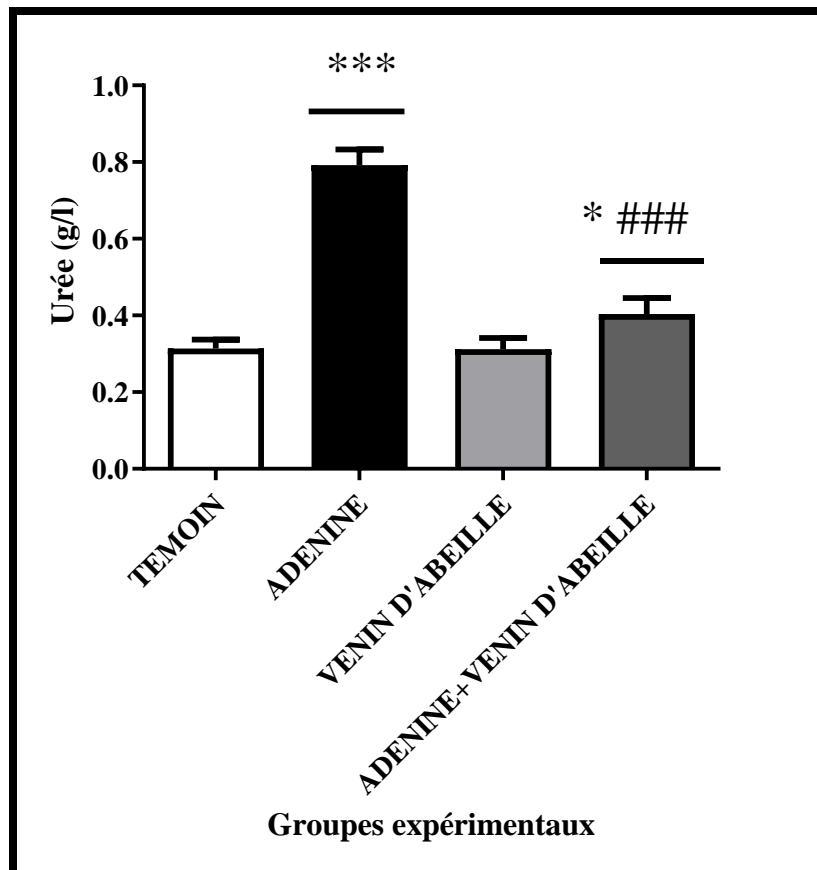 ***
* ###
1.0
0.8
0.6
0.4
0.2
0.0
Urée (g/l)
TEMOIN
ADENINE
VENIN D'ABEILLE
ADENINE+VENIN D'ABEILLE
Groupes expérimentaux